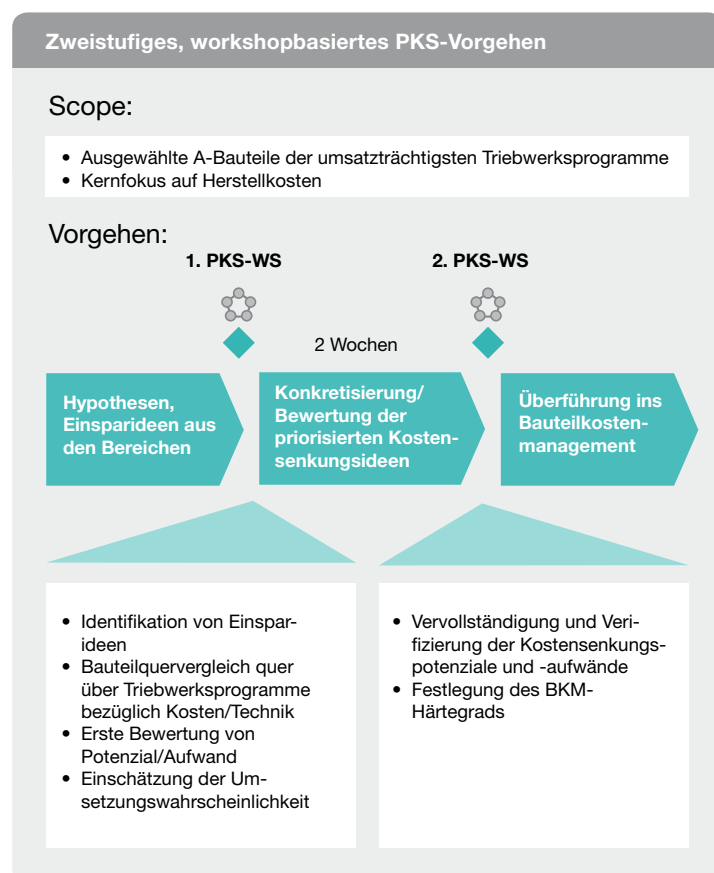 Zweistufiges, workshopbasiertes PKS-Vorgehen
Scope:
• Ausgewählte A-Bauteile der umsatzträchtigsten Triebwerksprogramme
• Kernfokus auf Herstellkosten
Vorgehen:
1. PKS-WS
2. PKS-WS
2 Wochen
Hypothesen,
Einsparideen aus
den Bereichen
Konkretisierung/
Bewertung der
priorisierten Kosten-
senkungsideen
Überführung ins
Bauteilkosten-
management
• Identifikation von Einspar-
ideen
• Bauteilquervergleich quer
über Triebwerksprogramme
bezüglich Kosten/Technik
• Erste Bewertung von
Potenzial/Aufwand
• Einschätzung der Um-
setzungswahrscheinlichkeit
• Vervollständigung und Veri-
fizierung der Kostensenkungs-
potenziale und -aufwände
• Festlegung des BKM-
Härtegrads